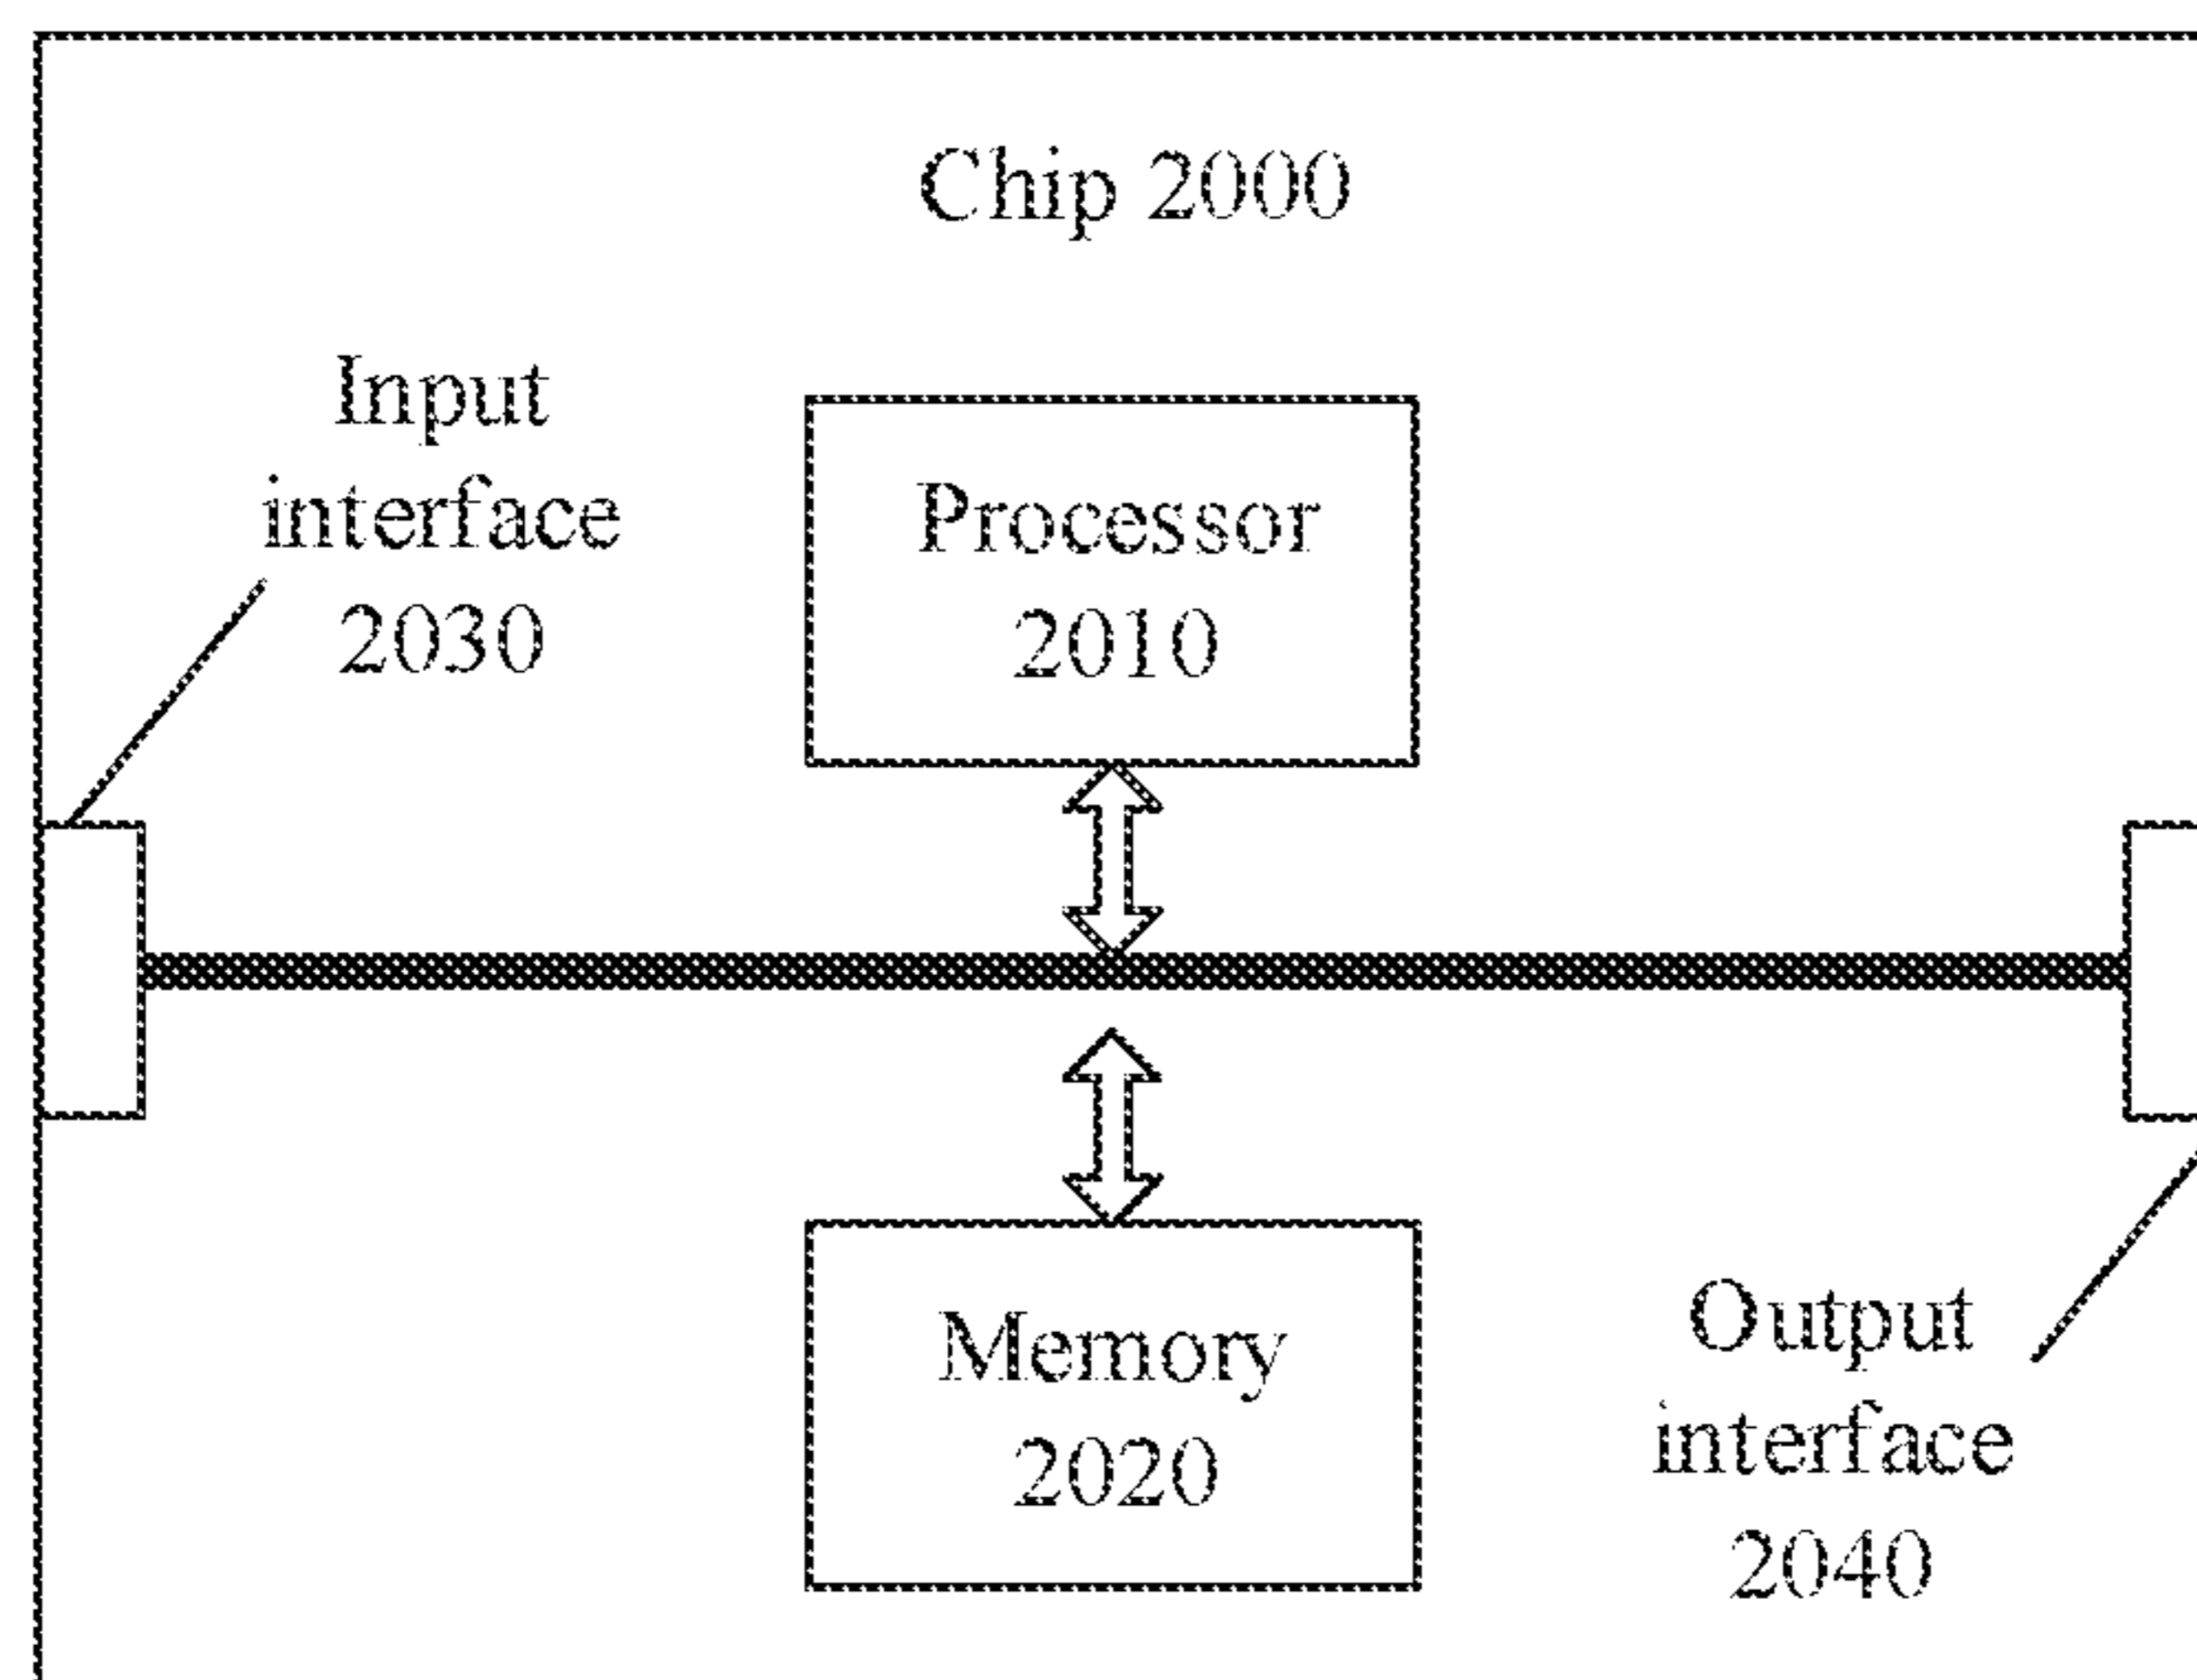 Chip 2000
Input
interface
2030
Processor
2010
Memory
2020
Output
interface
2040